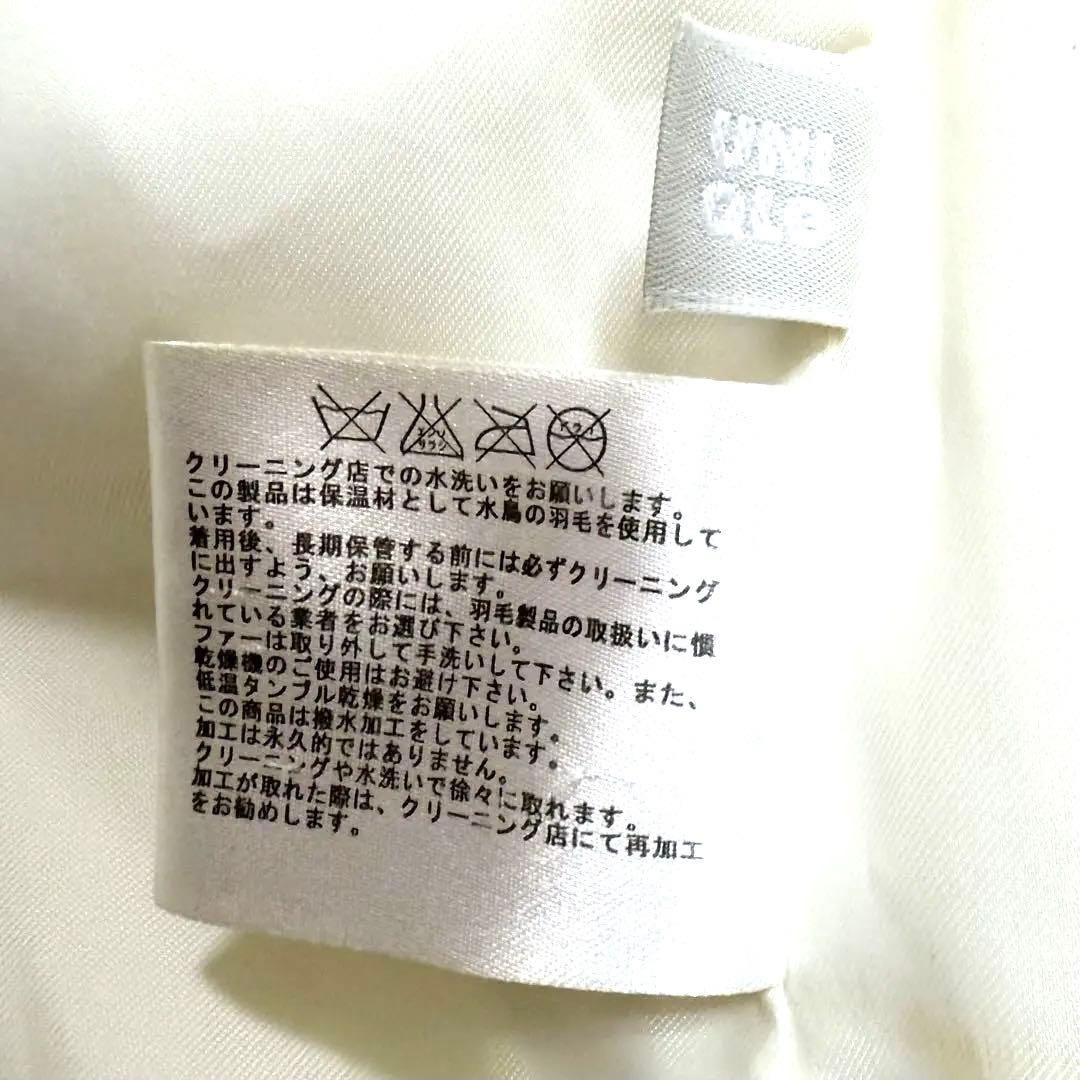 UNI
QLO
エンソ
サラシ
ドライ
クリーニング店での水洗いをお願いします。
この製品は保温材として水鳥の羽毛を使用して
います。
着用後、長期保管する前には必ずクリーニング
に出すよう、お願いします。
クリーニングの際には、羽毛製品の取扱いに慣
れている業者をお選び下さい。
ファーは取り外して手洗いして下さい。また、
乾燥機のご使用はお避け下さい。
低温タンブル乾燥をお願いします。
この商品は撥水加工をしています。
加工は永久的ではありません。
クリーニングや水洗いで徐々に取れます。
加工が取れた際は、クリーニング店にて再加工
をお勧めします。